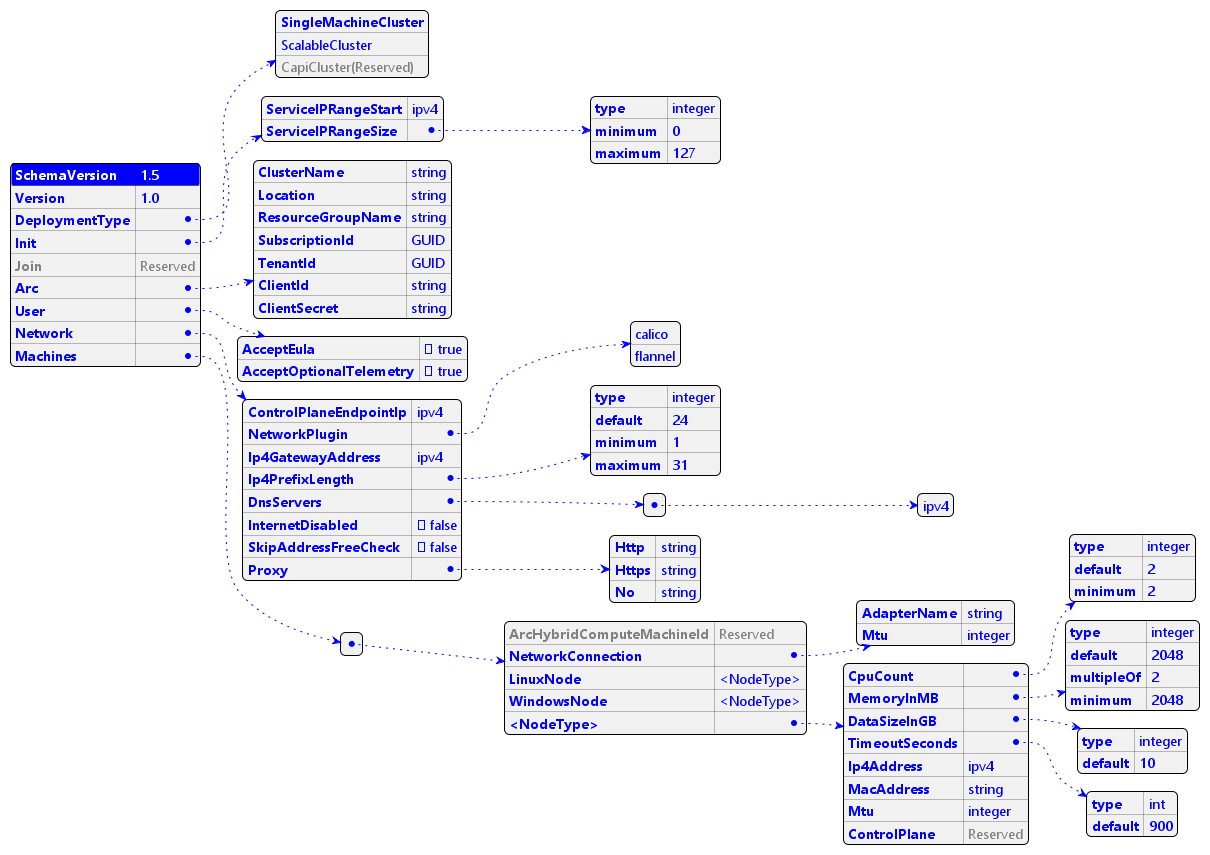 SingleMachineCluster
ScalableCluster
CapiCluster(Reserved)
ServiceIPRangeStart ipv4
ServiceIPRangeSize
type integer
minimum 0
maximum 127
SchemaVersion 1.5
Version 1.0
DeploymentType
Init
Join Reserved
Arc
User
Network
Machines
ClusterName string
Location string
ResourceGroupName string
SubscriptionId GUID
TenantId GUID
ClientId string
ClientSecret string
AcceptEula true
AcceptOptionalTelemetry true
calico
flannel
ControlPlaneEndpointIp ipv4
NetworkPlugin
Ip4GatewayAddress ipv4
Ip4PrefixLength
DnsServers
InternetDisabled false
SkipAddressFreeCheck false
Proxy
type integer
default 24
minimum 1
maximum 31
ipv4
Http string
Https string
No string
ArcHybridComputeMachineId Reserved
NetworkConnection
LinuxNode <NodeType>
WindowsNode <NodeType>
<NodeType>
AdapterName string
Mtu integer
CpuCount
MemoryInMB
DataSizeInGB
TimeoutSeconds
Ip4Address ipv4
MacAddress string
Mtu integer
ControlPlane Reserved
type integer
default 2
minimum 2
type integer
default 2048
multipleOf 2
minimum 2048
type integer
default 10
type int
default 900